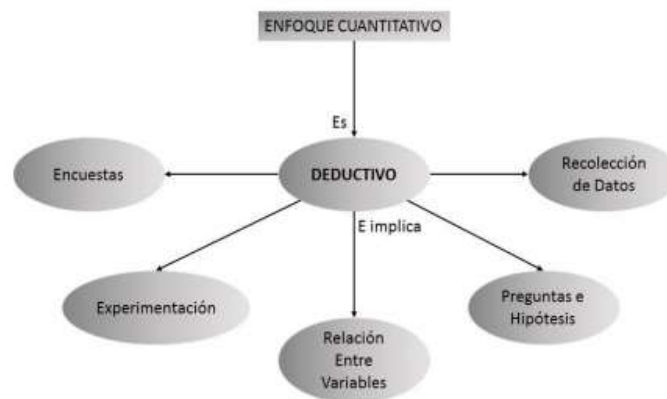 ENFOQUE CUANTITATIVO
Es
Encuestas
DEDUCTIVO
Recolección
de Datos
E implica
Experimentación
Preguntas e
Hipótesis
Relación
Entre
Variables